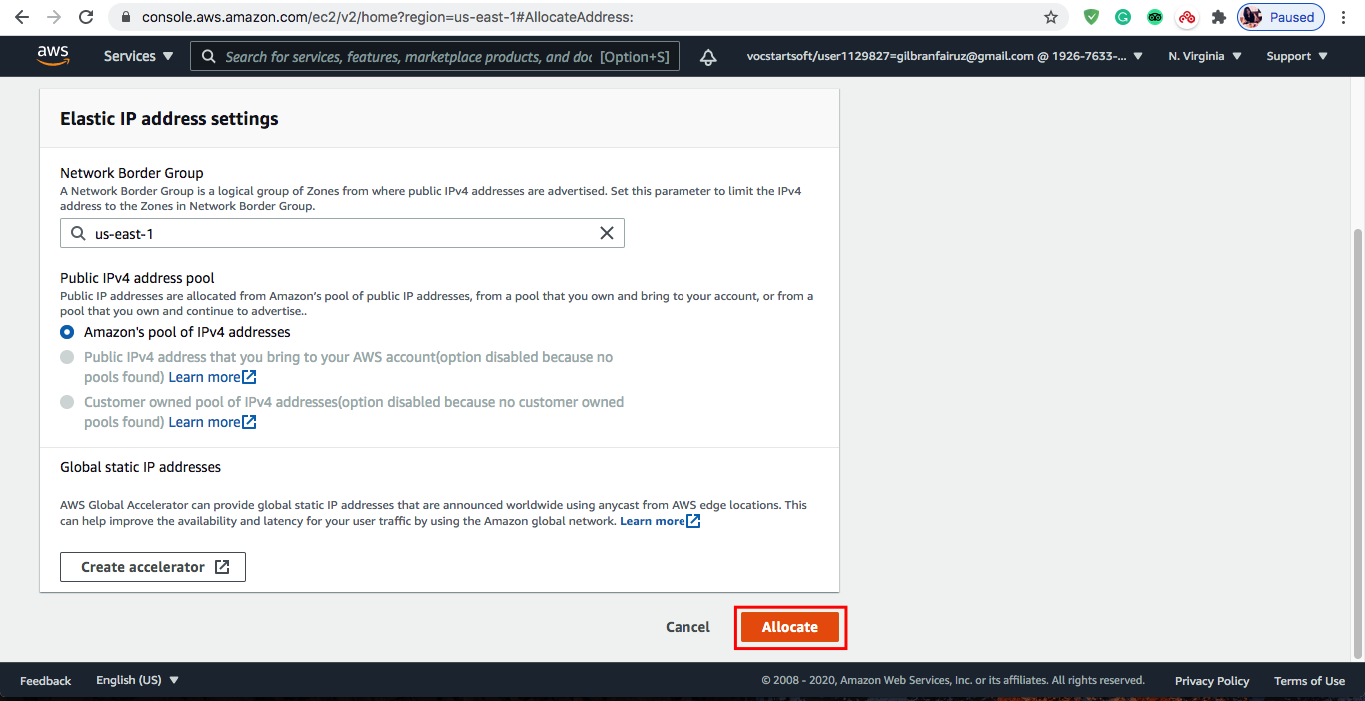 console.aws.amazon.com/ec2/v2/home?region=us-east-1#AllocateAddress:
Paused
aws
Services
Search for services, features, marketplace products, and doc [Option+S]
vocstartsoft/user1129827=gilbranfairuz@gmail.com @ 1926-7633-...
N. Virginia
Support
Elastic IP address settings
Network Border Group
A Network Border Group is a logical group of Zones from where public IPv4 addresses are advertised. Set this parameter to limit the IPv4
address to the Zones in Network Border Group.
us-east-1
Public IPv4 address pool
Public IP addresses are allocated from Amazon's pool of public IP addresses, from a pool that you own and bring to your account, or from a
pool that you own and continue to advertise..
Amazon's pool of IPv4 addresses
Public IPv4 address that you bring to your AWS account(option disabled because no
pools found) Learn more
Customer owned pool of IPv4 addresses(option disabled because no customer owned
pools found) Learn more
Global static IP addresses
AWS Global Accelerator can provide global static IP addresses that are announced worldwide using anycast from AWS edge locations. This
can help improve the availability and latency for your user traffic by using the Amazon global network. Learn more
Create accelerator
Cancel
Allocate
Feedback
English (US)
© 2008 - 2020, Amazon Web Services, Inc. or its affiliates. All rights reserved.
Privacy Policy
Terms of Use